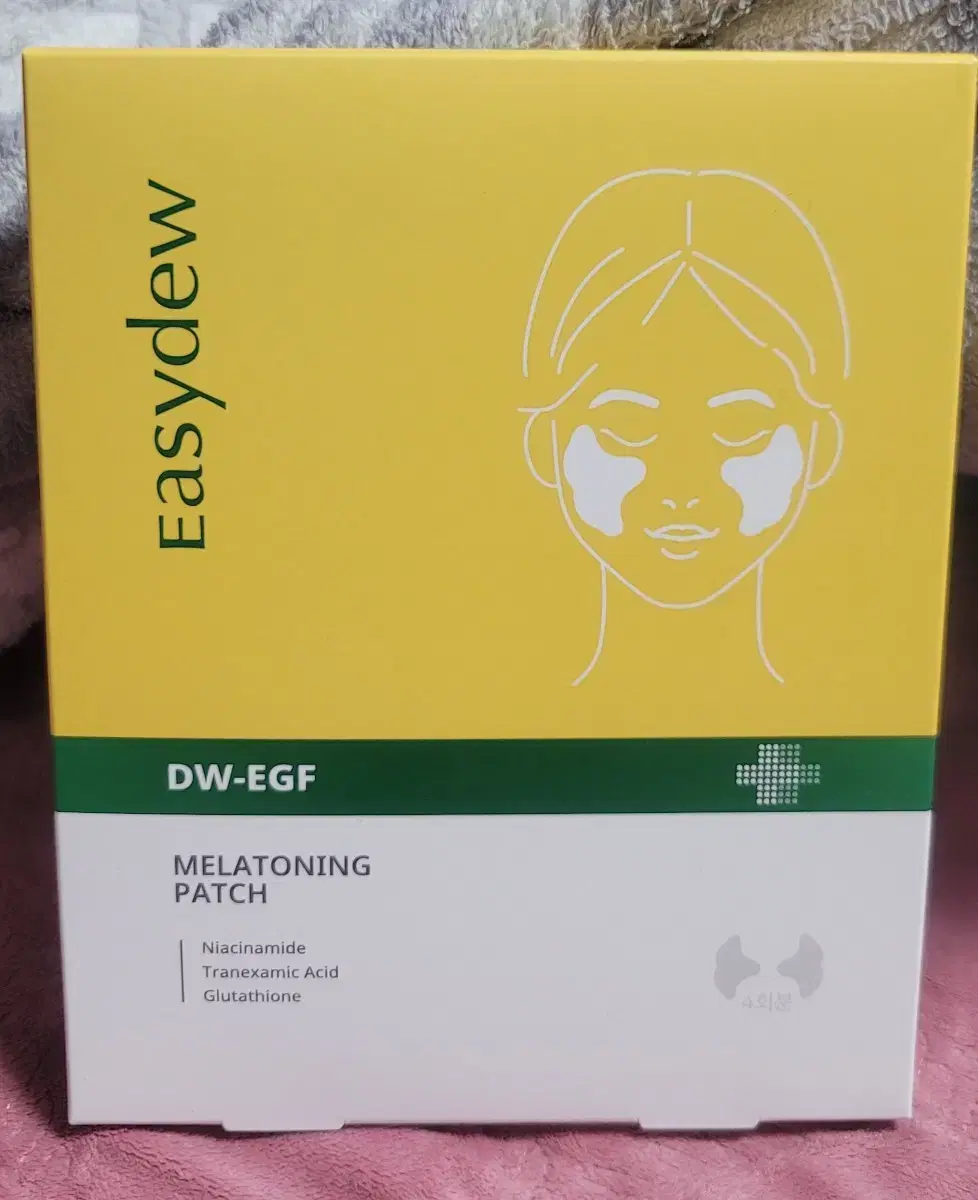 Easydew
DW-EGF
MELATONING
PATCH
Niacinamide
Tranexamic Acid
Glutathione
4회분